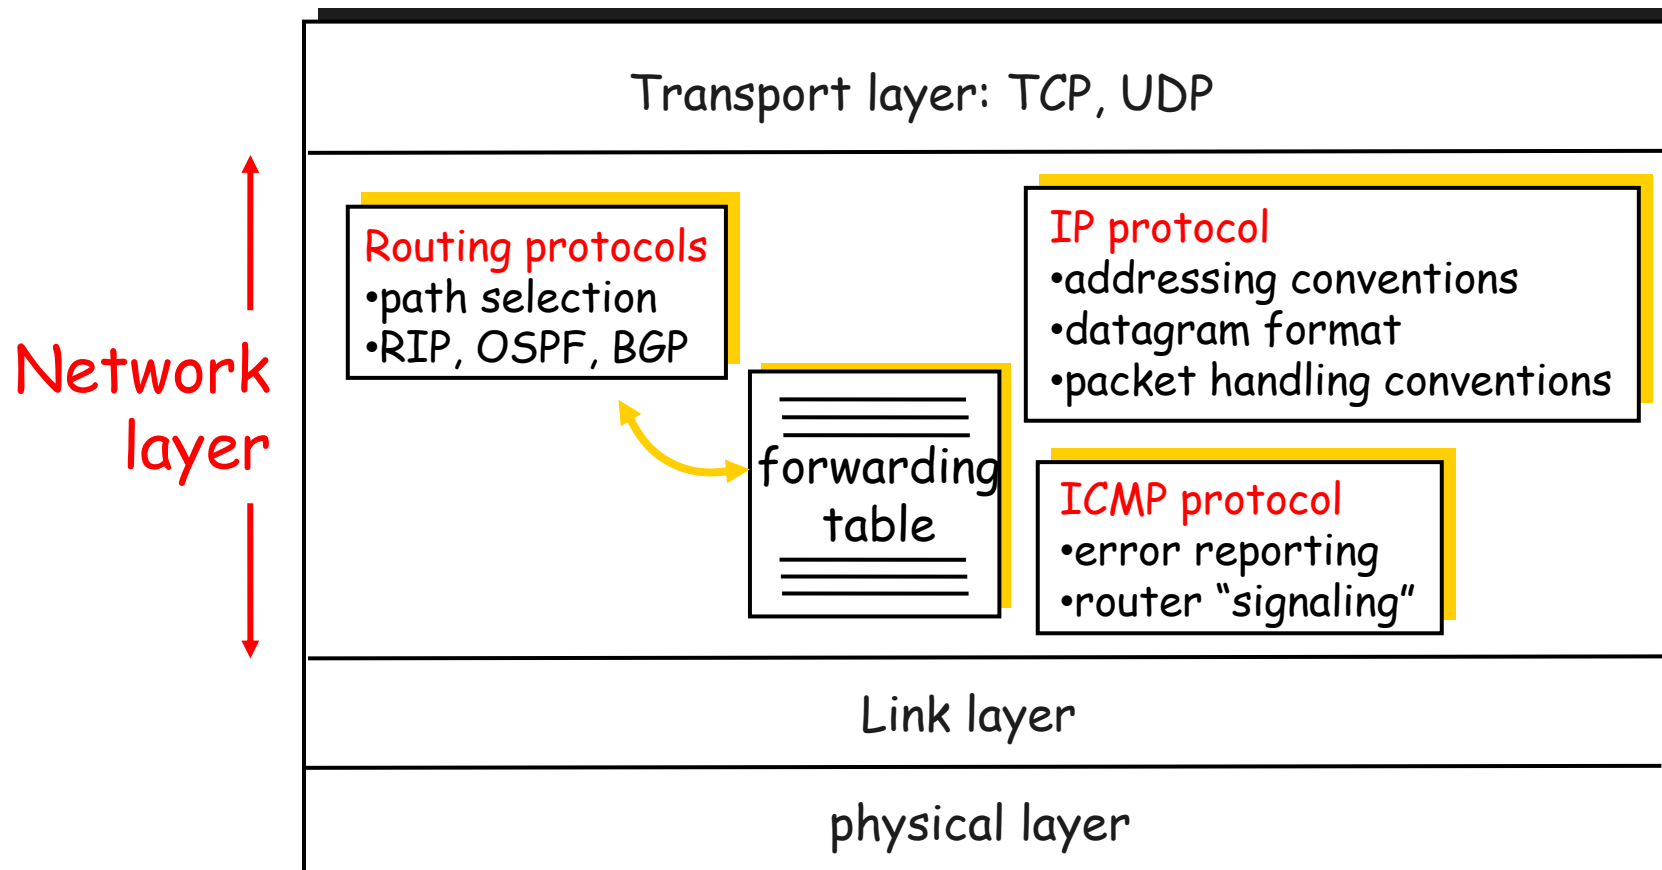 Transport layer: TCP, UDP
Network
layer
Routing protocols
•path selection
•RIP, OSPF, BGP
forwarding
table
IP protocol
•addressing conventions
•datagram format
•packet handling conventions
ICMP protocol
•error reporting
•router “signaling”
Link layer
physical layer